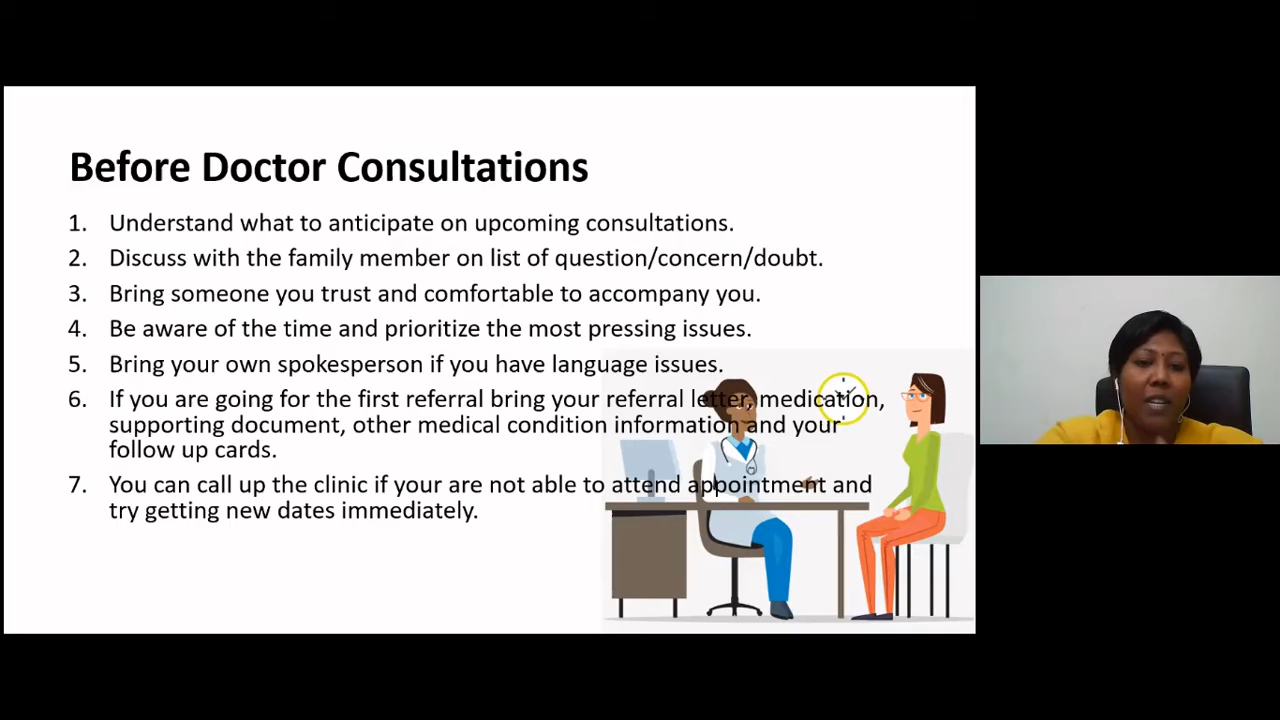 Before Doctor Consultations
1. Understand what to anticipate on upcoming consultations.
2. Discuss with the family member on list of question/concern/doubt.
3. Bring someone you trust and comfortable to accompany you.
4. Be aware of the time and prioritize the most pressing issues.
5. Bring your own spokesperson if you have language issues.
6. If you are going for the first referral bring your referral letter, medication,
supporting document, other medical condition information and your
follow up cards.
7. You can call up the clinic if your are not able to attend appointment and
try getting new dates immediately.